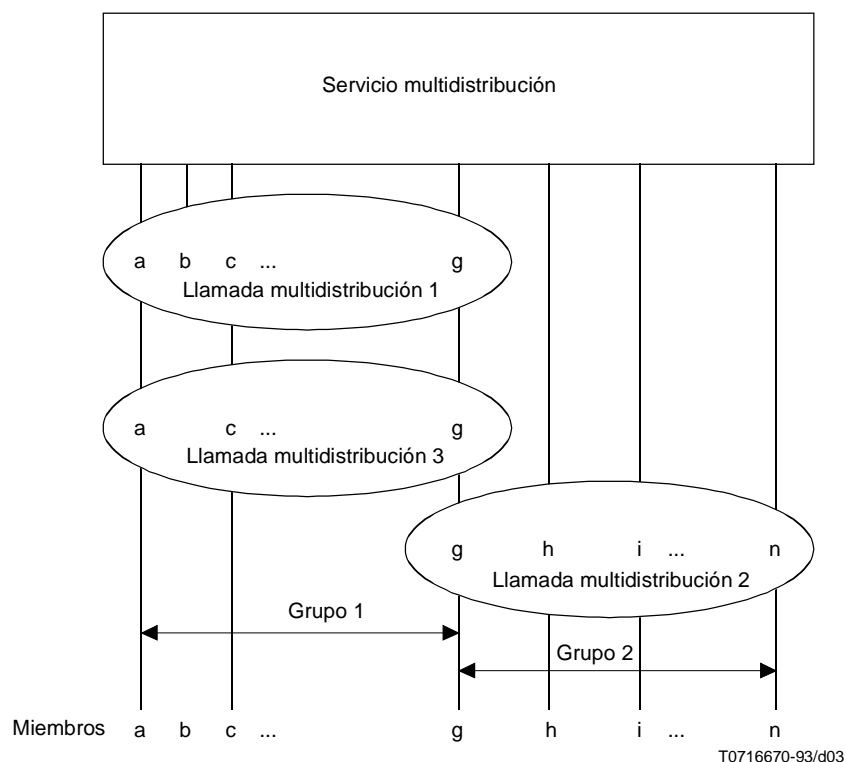 Servicio multidistribución
a b c ... g
Llamada multidistribución 1
a c ... g
Llamada multidistribución 3
g h i ... n
Llamada multidistribución 2
Grupo 1
Grupo 2
Miembros a b c ... g h i ... n
T0716670-93/d03